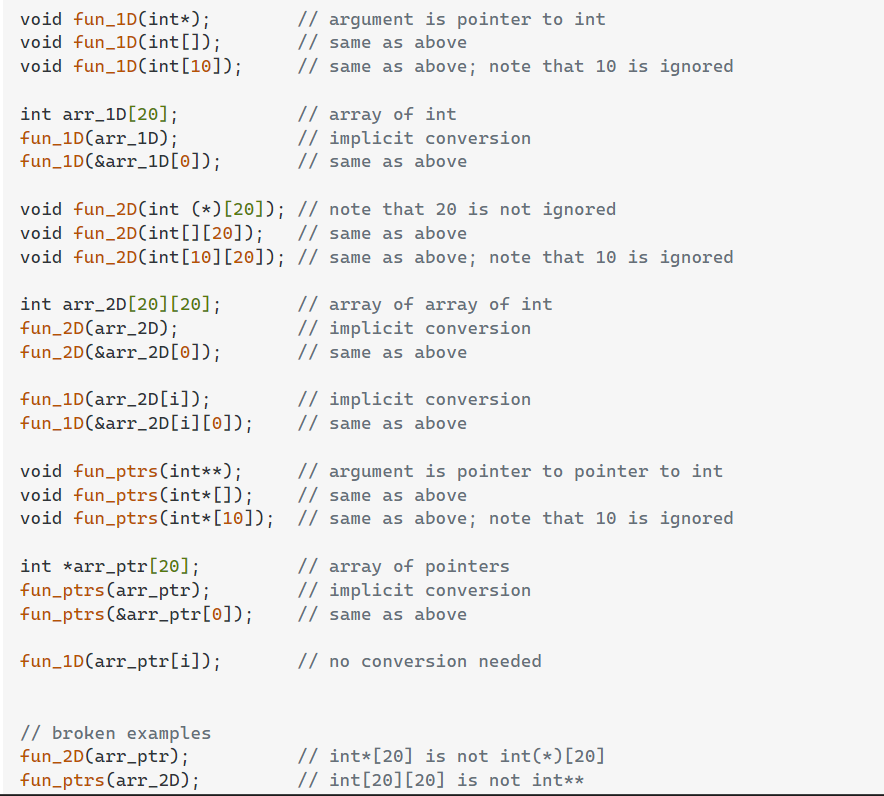 void fun_1D(int*);        // argument is pointer to int
void fun_1D(int[]);       // same as above
void fun_1D(int[10]);     // same as above; note that 10 is ignored
int arr_1D[20];           // array of int
fun_1D(arr_1D);           // implicit conversion
fun_1D(&arr_1D[0]);       // same as above
void fun_2D(int (*)[20]); // note that 20 is not ignored
void fun_2D(int[][20]);   // same as above
void fun_2D(int[10][20]); // same as above; note that 10 is ignored
int arr_2D[20][20];       // array of array of int
fun_2D(arr_2D);           // implicit conversion
fun_2D(&arr_2D[0]);       // same as above
fun_1D(arr_2D[i]);        // implicit conversion
fun_1D(&arr_2D[i][0]);    // same as above
void fun_ptrs(int**);     // argument is pointer to pointer to int
void fun_ptrs(int*[]);    // same as above
void fun_ptrs(int*[10]);  // same as above; note that 10 is ignored
int *arr_ptr[20];         // array of pointers
fun_ptrs(arr_ptr);        // implicit conversion
fun_ptrs(&arr_ptr[0]);    // same as above
fun_1D(arr_ptr[i]);       // no conversion needed
// broken examples
fun_2D(arr_ptr);          // int*[20] is not int(*)[20]
fun_ptrs(arr_2D);         // int[20][20] is not int**